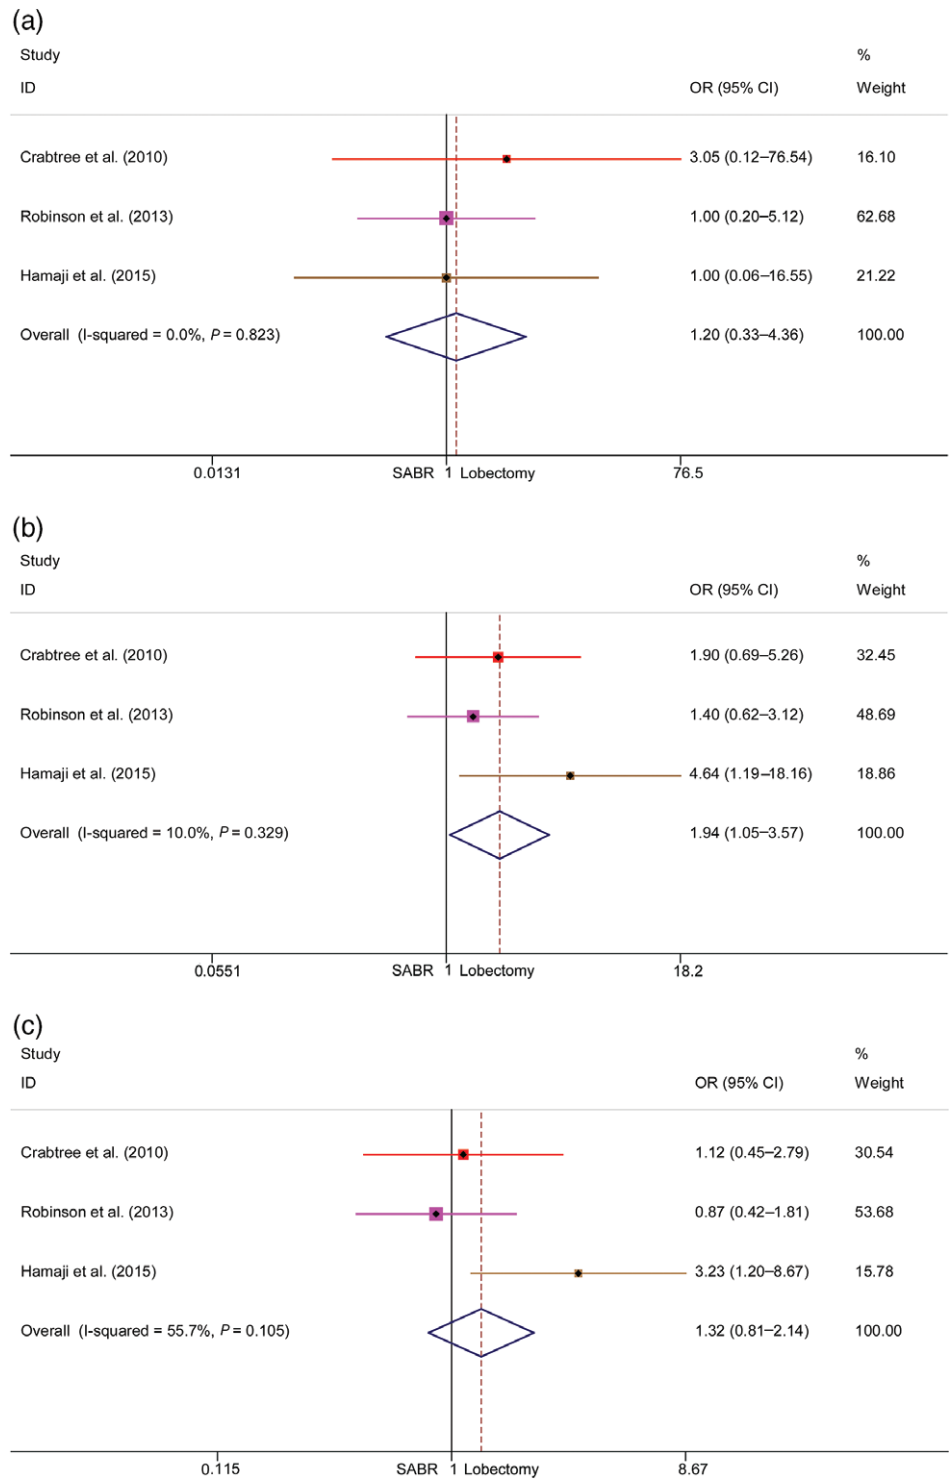 (a)
Study %
ID OR (95% CI) Weight
Crabtree et al. (2010) 3.05 (0.12–76.54) 16.10
Robinson et al. (2013) 1.00 (0.20–5.12) 62.68
Hamaji et al. (2015) 1.00 (0.06–16.55) 21.22
Overall (I-squared = 0.0%, P = 0.823) 1.20 (0.33–4.36) 100.00
0.0131 SABR 1 Lobectomy 76.5
(b)
Study %
ID OR (95% CI) Weight
Crabtree et al. (2010) 1.90 (0.69–5.26) 32.45
Robinson et al. (2013) 1.40 (0.62–3.12) 48.69
Hamaji et al. (2015) 4.64 (1.19–18.16) 18.86
Overall (I-squared = 10.0%, P = 0.329) 1.94 (1.05–3.57) 100.00
0.0551 SABR 1 Lobectomy 18.2
(c)
Study %
ID OR (95% CI) Weight
Crabtree et al. (2010) 1.12 (0.45–2.79) 30.54
Robinson et al. (2013) 0.87 (0.42–1.81) 53.68
Hamaji et al. (2015) 3.23 (1.20–8.67) 15.78
Overall (I-squared = 55.7%, P = 0.105) 1.32 (0.81–2.14) 100.00
0.115 SABR 1 Lobectomy 8.67